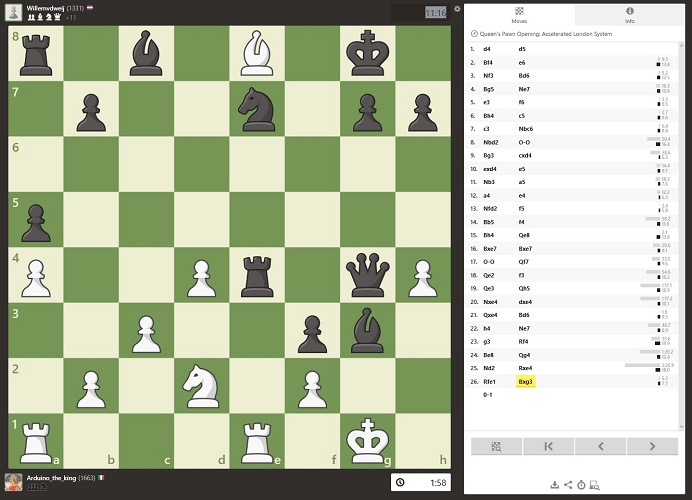 Willemvdweij (1331)
+11
11:16
8
7
6
5
4
3
2
1
a b c d e f g h
Arduino_the_king (1663)
1:58
Moves Info
Queen's Pawn Opening: Accelerated London System
1. d4 d5
2. Bf4 e6
3. Nf3 Bd6
4. Bg5 Ne7
5. e3 f6
6. Bh4 c5
7. c3 Nbc6
8. Nbd2 O-O
9. Bg3 cxd4
10. exd4 e5
11. Nb3 a5
12. a4 e4
13. Nfd2 f5
14. Bb5 f4
15. Bh4 Qe8
16. Bxe7 Bxe7
17. O-O Qf7
18. Qe2 f3
19. Qe3 Qh5
20. Nxe4 dxe4
21. Qxe4 Bd6
22. h4 Ne7
23. g3 Rf4
24. Be8 Qg4
25. Nd2 Rxe4
26. Rfe1 Bxg3
0-1